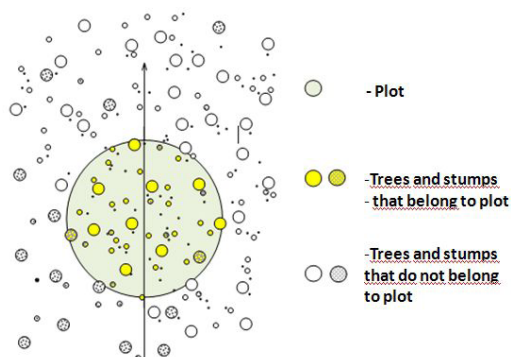 - Plot
-Trees and stumps
- that belong to plot
-Trees and stumps
that do not belong
to plot